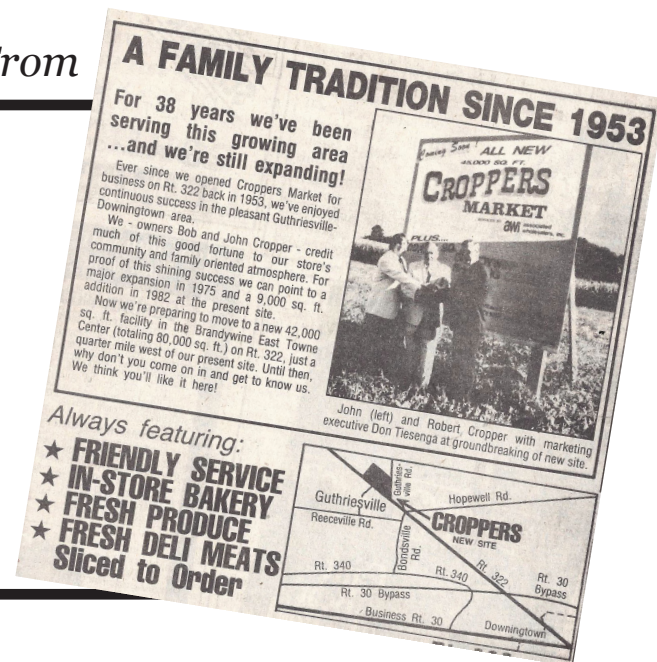 from
A FAMILY TRADITION SINCE 1953
For 38 years we've been
serving this growing area
...and we're still expanding!
Ever since we opened Croppers Market for
business on Rt. 322 back in 1953, we've enjoyed
continuous success in the pleasant Guthriesville-
Downingtown area.
We - owners Bob and John Cropper - credit
much of this good fortune to our store's
community and family oriented atmosphere. For
proof of this shining success we can point to a
major expansion in 1975 and a 9,000 sq. ft.
addition in 1982 at the present site.
Now we're preparing to move to a new 42,000
sq. ft. facility in the Brandywine East Towne
Center (totaling 80,000 sq. ft.) on Rt. 322, just a
quarter mile west of our present site. Until then,
why don't you come on in and get to know us.
We think you'll like it here!
Coming Soon! ALL NEW
45,000 SQ. FT.
CROPPERS
MARKET
awi associated
wholesalers, inc.
PLUS....
John (left) and Robert Cropper with marketing
executive Don Tiesenga at groundbreaking of new site.
Always featuring:
★ FRIENDLY SERVICE
★ IN-STORE BAKERY
★ FRESH PRODUCE
★ FRESH DELI MEATS
Sliced to Order
Guthries-
ville Rd.
Guthriesville
Hopewell Rd.
Reeceville Rd.
CROPPERS
NEW SITE
Bondsville
Rd.
Rt. 340
Rt. 340
Rt. 322
Rt. 30
Bypass
Rt. 30 Bypass
Business Rt. 30
Downingtown